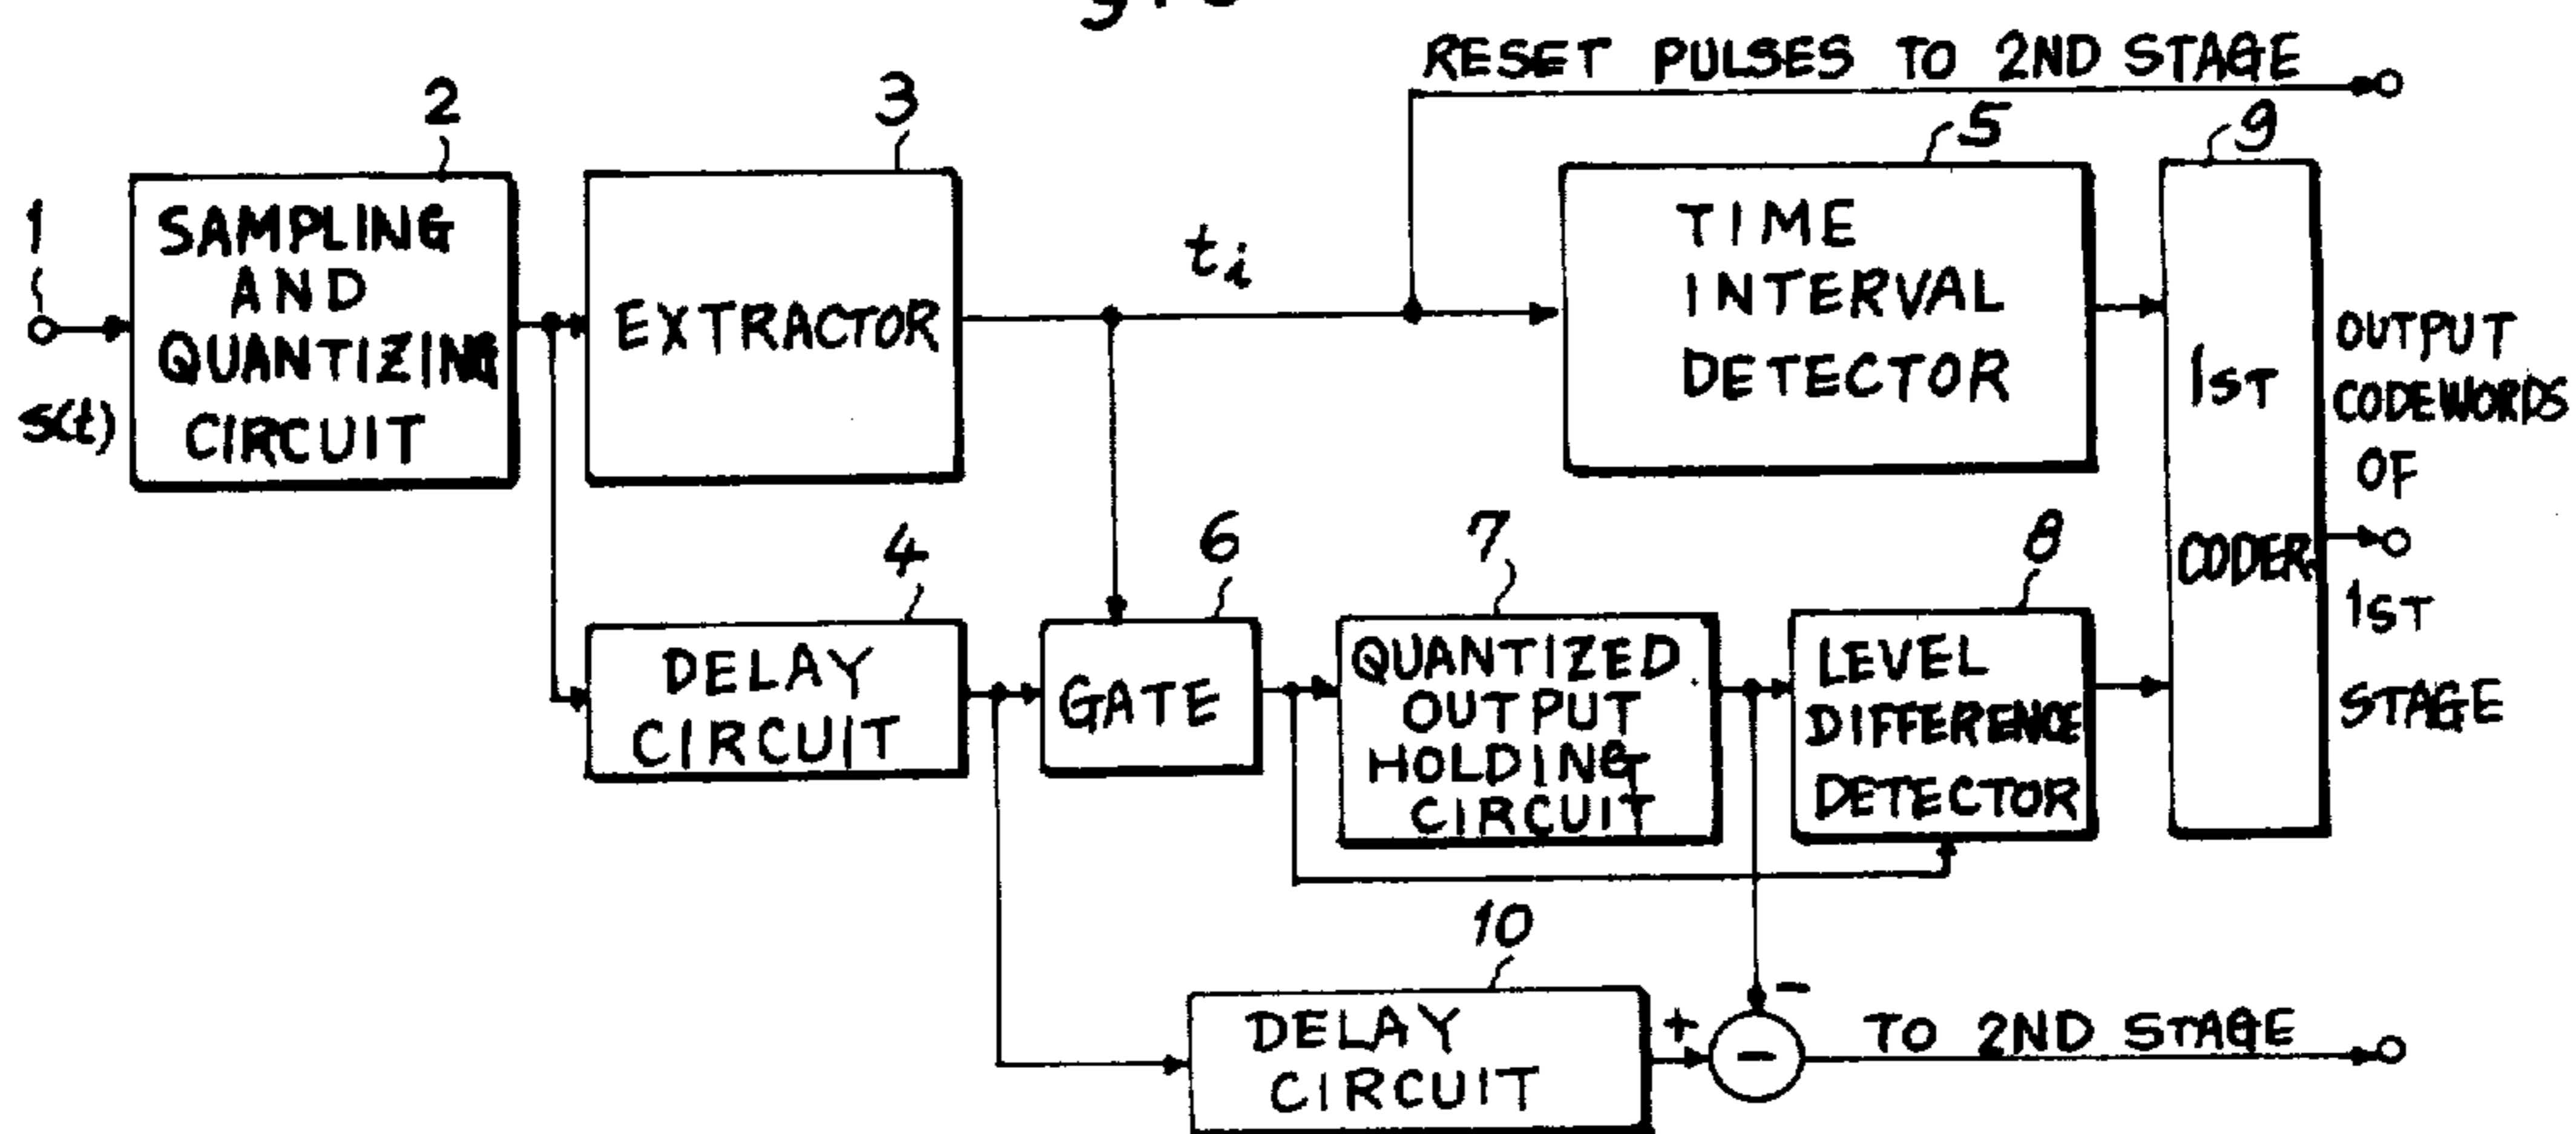 RESET PULSES TO 2ND STAGE
2
3
5
9
1
SAMPLING
AND
QUANTIZING
CIRCUIT
s(t)
EXTRACTOR
ti
TIME
INTERVAL
DETECTOR
1ST
CODER
OUTPUT
CODEWORDS
OF
1ST
STAGE
4
6
7
8
DELAY
CIRCUIT
GATE
QUANTIZED
OUTPUT
HOLDING
CIRCUIT
LEVEL
DIFFERENCE
DETECTOR
10
DELAY
CIRCUIT
+
-
-
TO 2ND STAGE